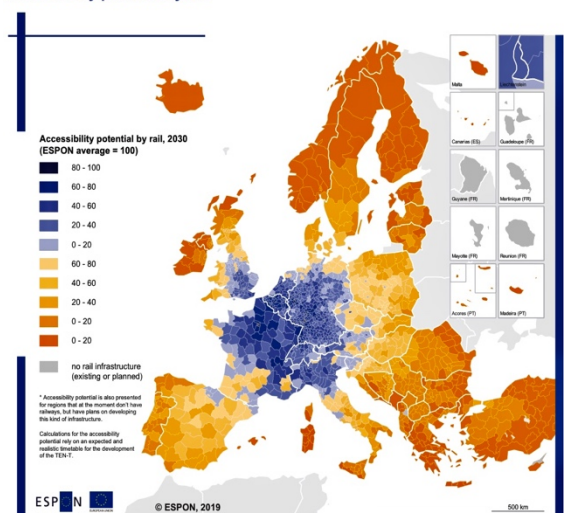 Accessibility potential by rail, 2030
(ESPON average = 100)
80 - 100
60 - 80
40 - 60
20 - 40
0 - 20
60 - 80
40 - 60
20 - 40
0 - 20
0 - 20
no rail infrastructure
(existing or planned)
* Accessibility potential is also presented
for regions that at the moment don't have
railways, but have plans on developing
this kind of infrastructure.
Calculations for the accessibility
potential rely on an expected and
realistic timetable for the development
of the TEN-T.
ESPON
© ESPON, 2019
500 km
Malta
Liechtenstein
Canarias (ES)
Guadeloupe (FR)
Guyane (FR)
Martinique (FR)
Mayotte (FR)
Reunion (FR)
Acores (PT)
Madeira (PT)